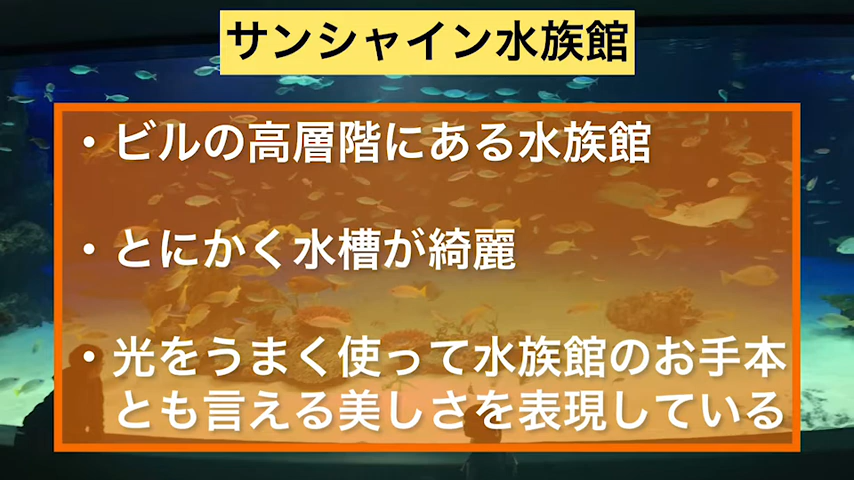 サンシャイン水族館
・ビルの高層階にある水族館
・とにかく水槽が綺麗
・光をうまく使って水族館のお手本
とも言える美しさを表現している